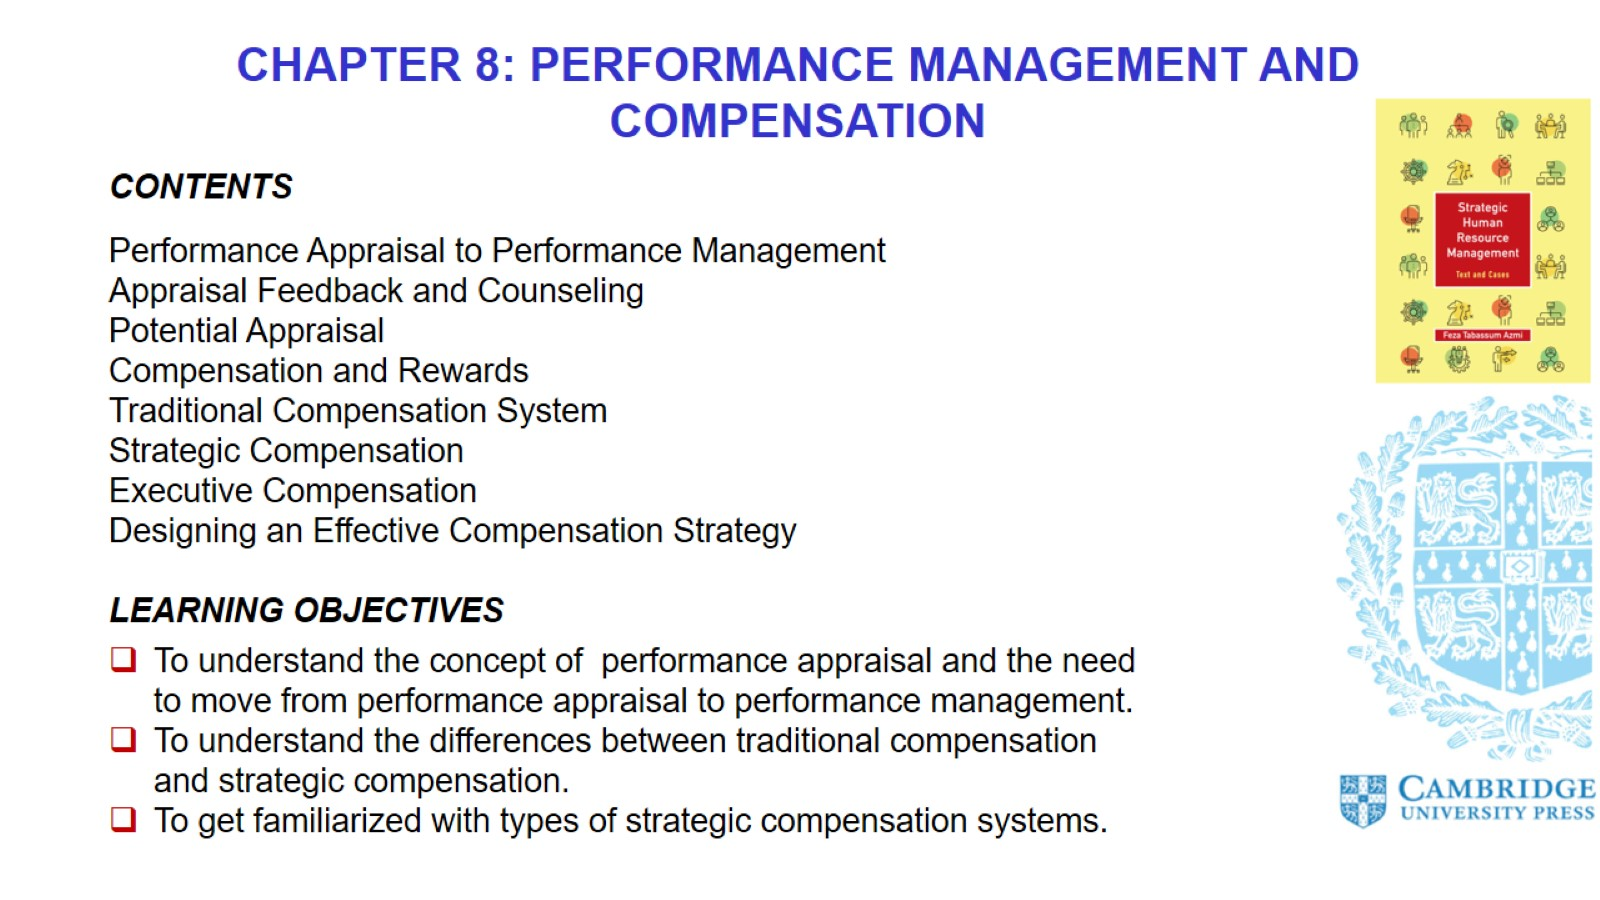 CHAPTER 8: PERFORMANCE MANAGEMENT AND
COMPENSATION
CONTENTS
Performance Appraisal to Performance Management
Appraisal Feedback and Counseling
Potential Appraisal
Compensation and Rewards
Traditional Compensation System
Strategic Compensation
Executive Compensation
Designing an Effective Compensation Strategy
LEARNING OBJECTIVES
To understand the concept of  performance appraisal and the need
to move from performance appraisal to performance management.
To understand the differences between traditional compensation
and strategic compensation.
To get familiarized with types of strategic compensation systems.
Strategic
Human
Resource
Management
Text and Cases
Feza Tabassum Azmi
CAMBRIDGE
UNIVERSITY PRESS